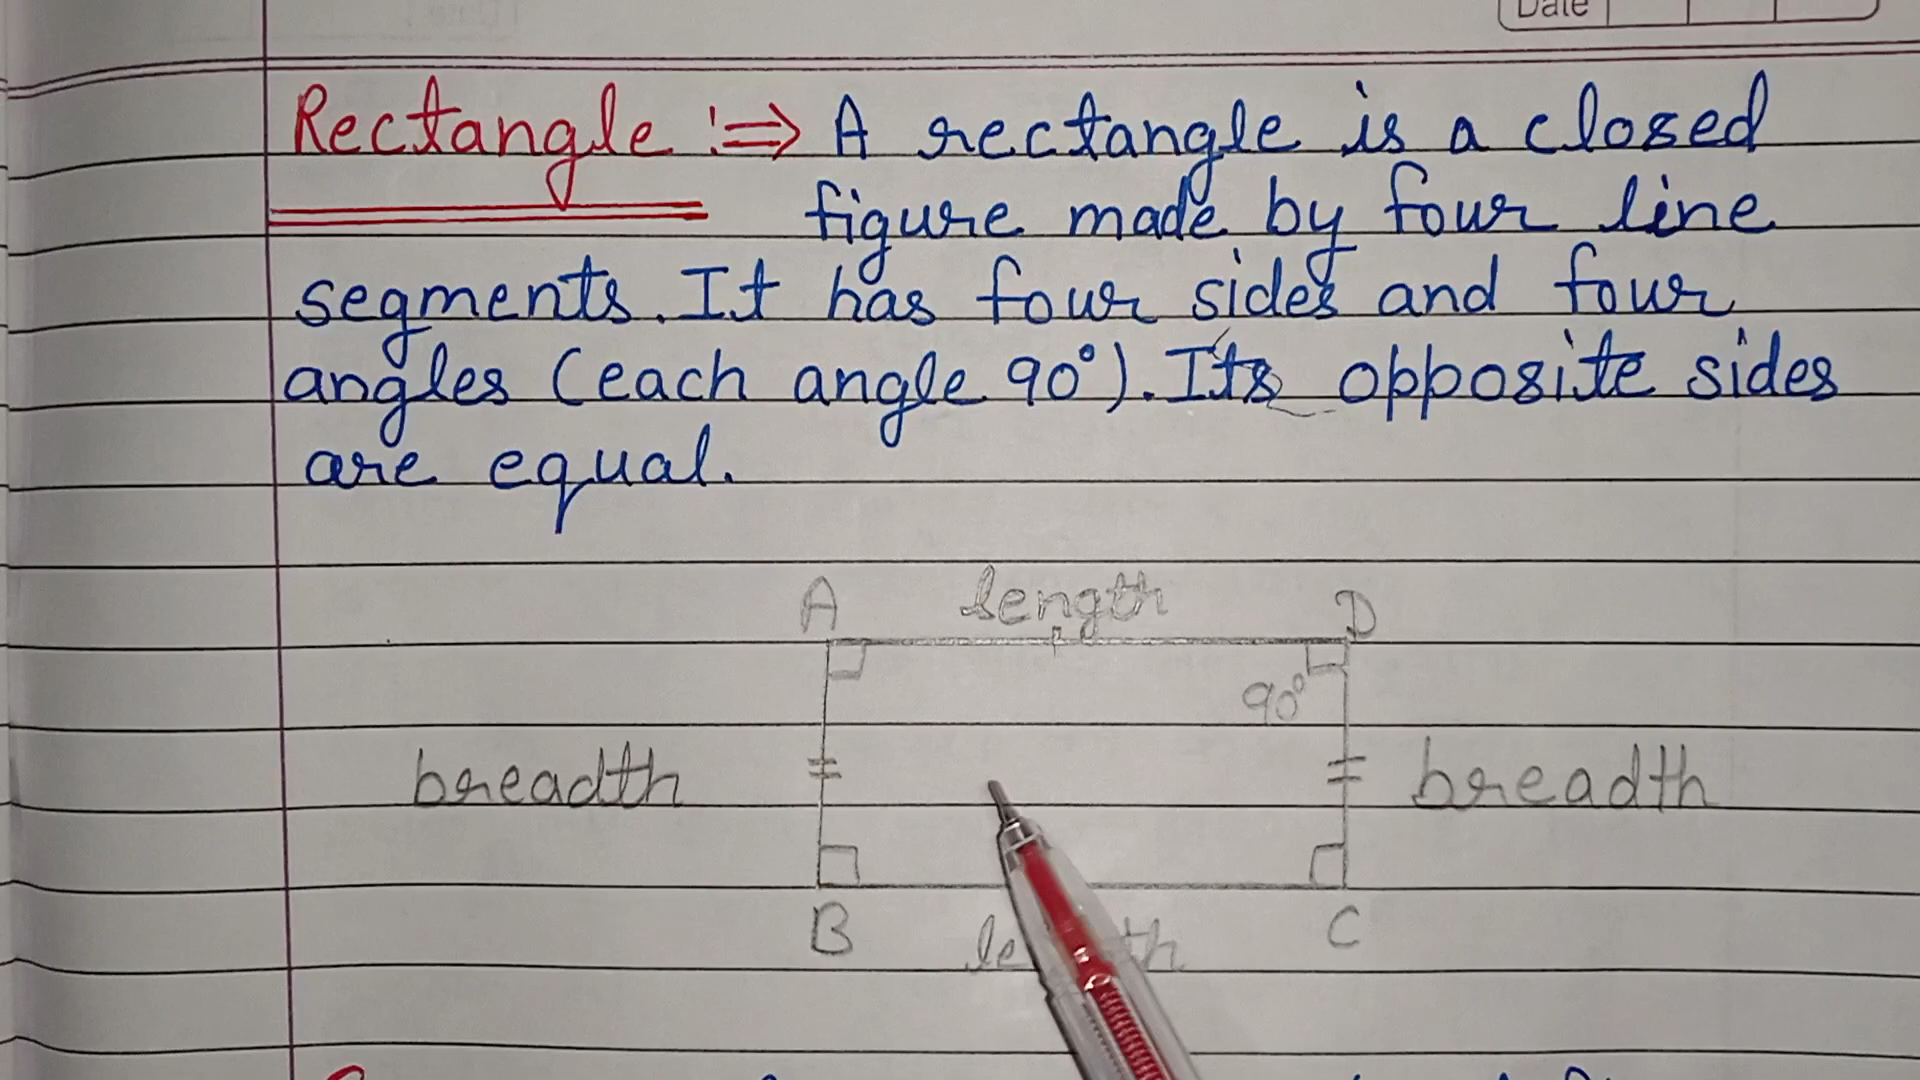 Date
Rectangle :⇒ A rectangle is a closed
figure made by four line
segments. It has four sides and four
angles (each angle 90°). Its opposite sides
are equal.
A length D
90°
breadth breadth
B C